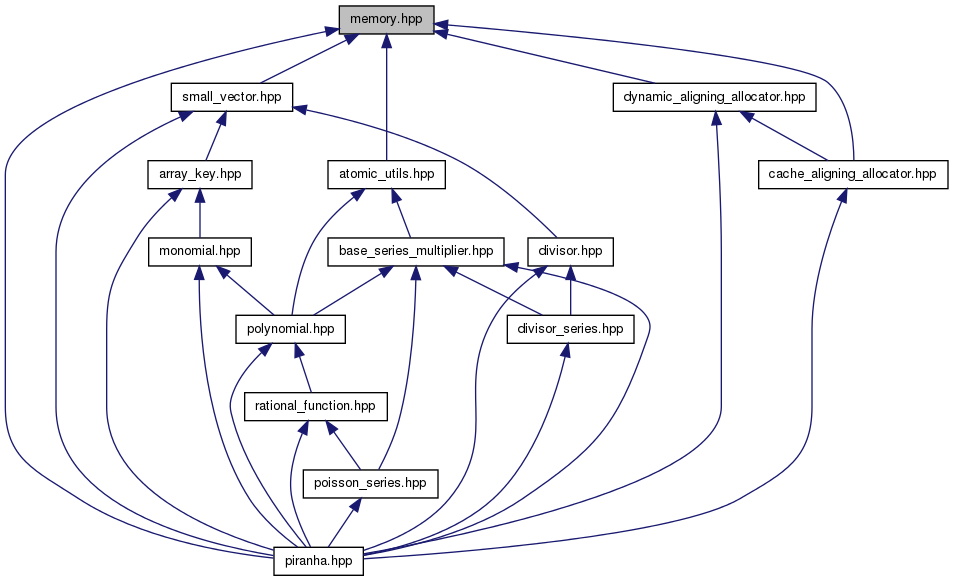 memory.hpp
small_vector.hpp
dynamic_aligning_allocator.hpp
array_key.hpp
atomic_utils.hpp
cache_aligning_allocator.hpp
monomial.hpp
base_series_multiplier.hpp
divisor.hpp
polynomial.hpp
divisor_series.hpp
rational_function.hpp
poisson_series.hpp
piranha.hpp